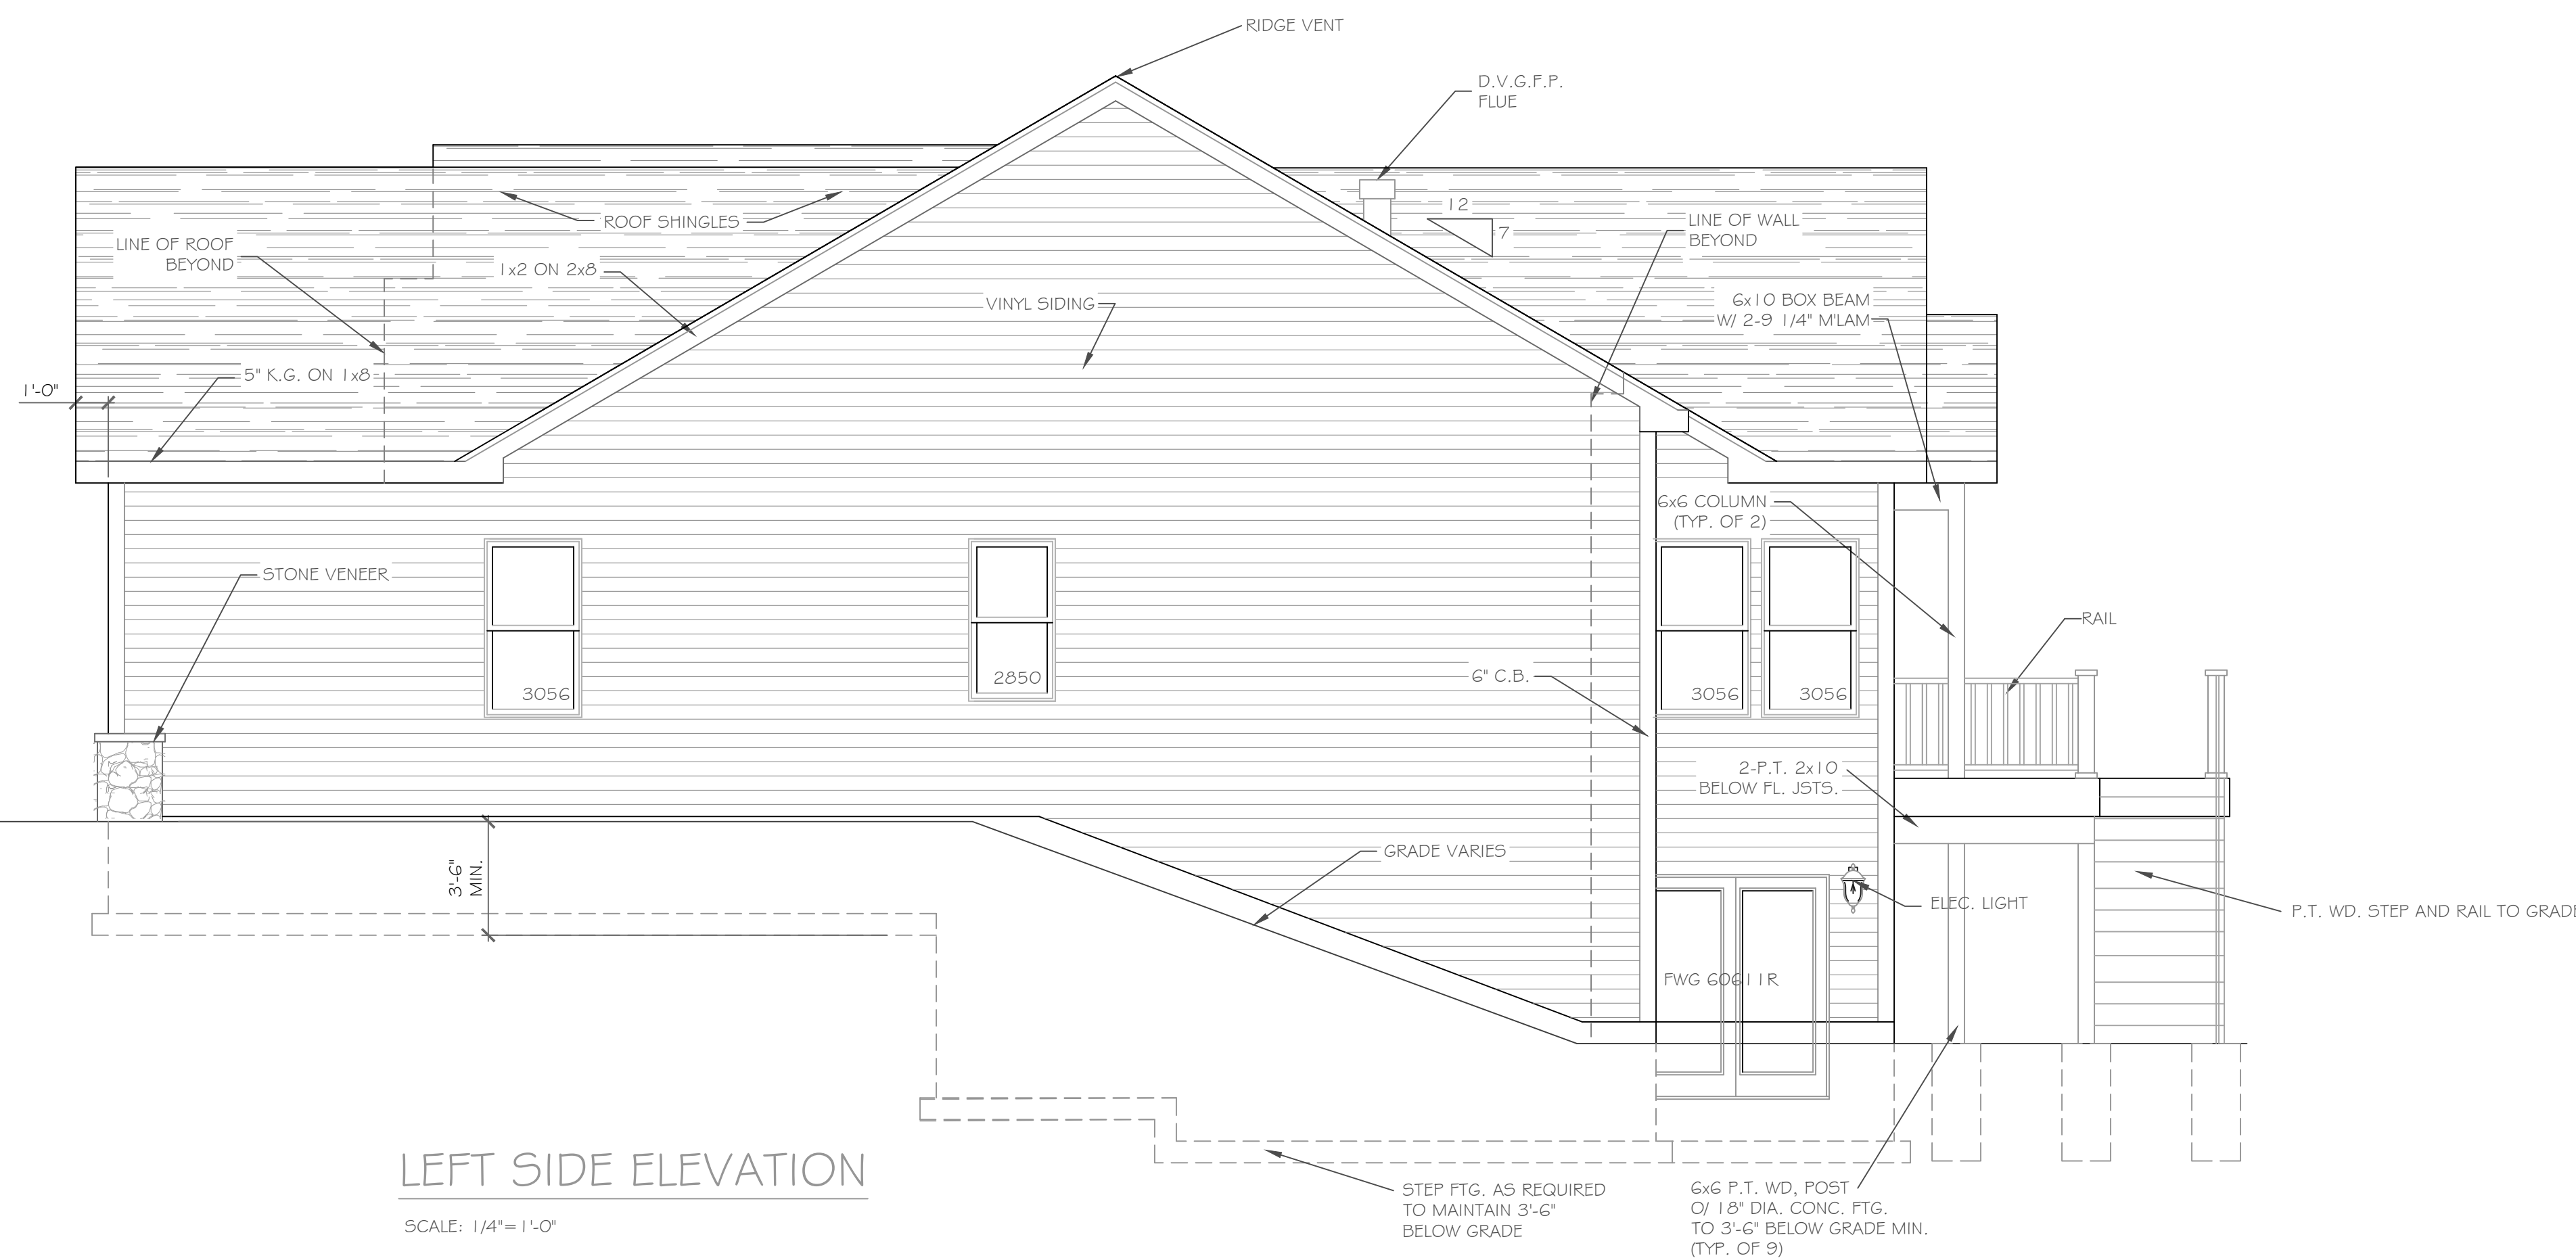 RIDGE VENT
D.V.G.F.P.
FLUE
12
7
ROOF SHINGLES
LINE OF WALL
BEYOND
LINE OF ROOF
BEYOND
1x2 ON 2x8
VINYL SIDING
6x10 BOX BEAM
W/ 2-9 1/4" M'LAM
1'-0"
5" K.G. ON 1x8
6x6 COLUMN
(TYP. OF 2)
STONE VENEER
RAIL
3056
2850
6" C.B.
3056
3056
2-P.T. 2x10
BELOW FL. JSTS.
3'-6"
MIN.
GRADE VARIES
ELEC. LIGHT
P.T. WD. STEP AND RAIL TO GRADE
FWG 60611R
LEFT SIDE ELEVATION
SCALE: 1/4"=1'-0"
STEP FTG. AS REQUIRED
TO MAINTAIN 3'-6"
BELOW GRADE
6x6 P.T. WD, POST
O/ 18" DIA. CONC. FTG.
TO 3'-6" BELOW GRADE MIN.
(TYP. OF 9)